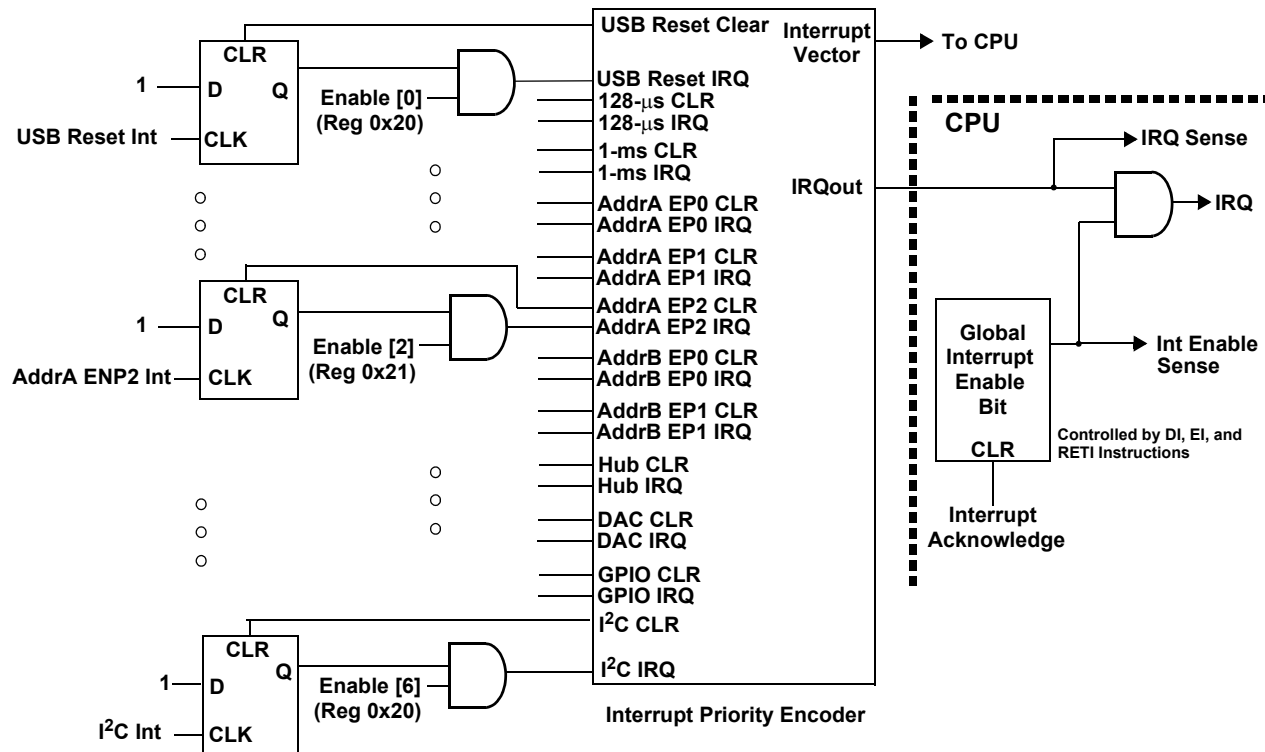 USB Reset Clear
Interrupt
Vector
To CPU
CLR
1
D
Q
Enable [0]
(Reg 0x20)
USB Reset Int
CLK
USB Reset IRQ
128-μs CLR
128-μs IRQ
1-ms CLR
1-ms IRQ
AddrA EP0 CLR
AddrA EP0 IRQ
AddrA EP1 CLR
AddrA EP1 IRQ
AddrA EP2 CLR
AddrA EP2 IRQ
AddrB EP0 CLR
AddrB EP0 IRQ
AddrB EP1 CLR
AddrB EP1 IRQ
Hub CLR
Hub IRQ
DAC CLR
DAC IRQ
GPIO CLR
GPIO IRQ
I²C CLR
I²C IRQ
IRQout
CPU
IRQ Sense
IRQ
CLR
1
D
Q
Enable [2]
(Reg 0x21)
AddrA ENP2 Int
CLK
Global
Interrupt
Enable
Bit
CLR
Int Enable
Sense
Controlled by DI, EI, and
RETI Instructions
Interrupt
Acknowledge
CLR
1
D
Q
Enable [6]
(Reg 0x20)
I²C Int
CLK
Interrupt Priority Encoder